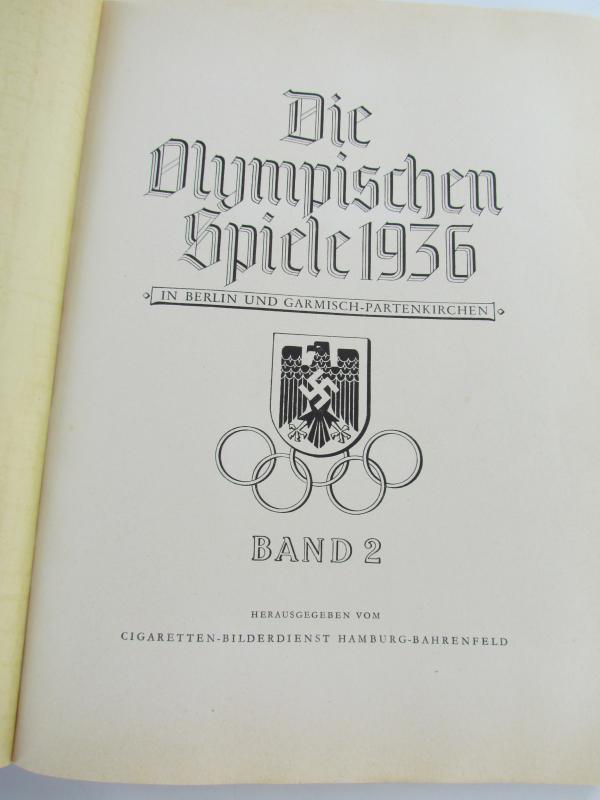 Die
Olympischen
Spiele 1936
IN BERLIN UND GARMISCH-PARTENKIRCHEN
BAND 2
HERAUSGEGEBEN VOM
CIGARETTEN-BILDERDIENST HAMBURG-BAHRENFELD